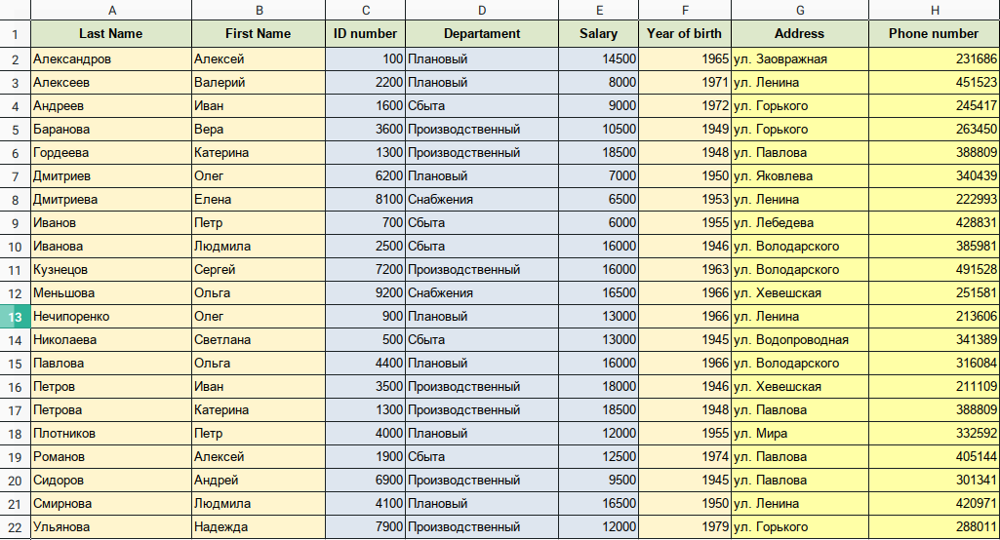 A B C D E F G H
1 Last Name First Name ID number Departament Salary Year of birth Address Phone number
2 Александров Алексей 100 Плановый 14500 1965 ул. Заовражная 231686
3 Алексеев Валерий 2200 Плановый 8000 1971 ул. Ленина 451523
4 Андреев Иван 1600 Сбыта 9000 1972 ул. Горького 245417
5 Баранова Вера 3600 Производственный 10500 1949 ул. Горького 263450
6 Гордеева Катерина 1300 Производственный 18500 1948 ул. Павлова 388809
7 Дмитриев Олег 6200 Плановый 7000 1950 ул. Яковлева 340439
8 Дмитриева Елена 8100 Снабжения 6500 1953 ул. Ленина 222993
9 Иванов Петр 700 Сбыта 6000 1955 ул. Лебедева 428831
10 Иванова Людмила 2500 Сбыта 16000 1946 ул. Володарского 385981
11 Кузнецов Сергей 7200 Производственный 16000 1963 ул. Володарского 491528
12 Меньшова Ольга 9200 Снабжения 16500 1966 ул. Хевешская 251581
13 Нечипоренко Олег 900 Плановый 13000 1966 ул. Ленина 213606
14 Николаева Светлана 500 Сбыта 13000 1945 ул. Водопроводная 341389
15 Павлова Ольга 4400 Плановый 16000 1966 ул. Володарского 316084
16 Петров Иван 3500 Производственный 18000 1946 ул. Хевешская 211109
17 Петрова Катерина 1300 Производственный 18500 1948 ул. Павлова 388809
18 Плотников Петр 4000 Плановый 12000 1955 ул. Мира 332592
19 Романов Алексей 1900 Сбыта 12500 1974 ул. Павлова 405144
20 Сидоров Андрей 6900 Производственный 9500 1945 ул. Павлова 301341
21 Смирнова Людмила 4100 Плановый 16500 1950 ул. Ленина 420971
22 Ульянова Надежда 7900 Производственный 12000 1979 ул. Горького 288011